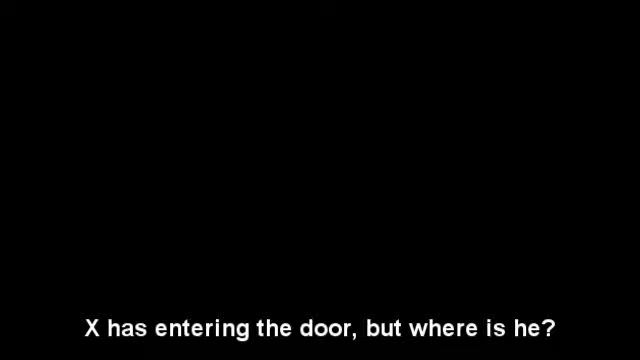 X has entering the door, but where is he?